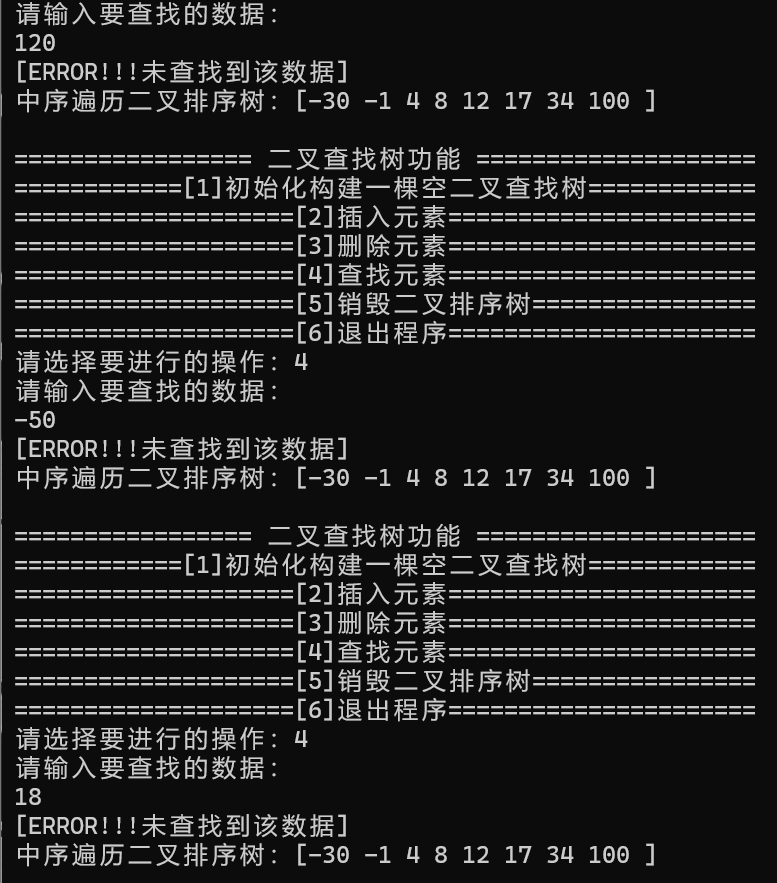 请输入要查找的数据:
120
[ERROR!!!未查找到该数据]
中序遍历二叉排序树: [-30 -1 4 8 12 17 34 100 ]
================= 二叉查找树功能 ====================
============[1]初始化构建一棵空二叉查找树============
====================[2]插入元素======================
====================[3]删除元素======================
====================[4]查找元素======================
====================[5]销毁二叉排序树================
====================[6]退出程序======================
请选择要进行的操作: 4
请输入要查找的数据:
-50
[ERROR!!!未查找到该数据]
中序遍历二叉排序树: [-30 -1 4 8 12 17 34 100 ]
================= 二叉查找树功能 ====================
============[1]初始化构建一棵空二叉查找树============
====================[2]插入元素======================
====================[3]删除元素======================
====================[4]查找元素======================
====================[5]销毁二叉排序树================
====================[6]退出程序======================
请选择要进行的操作: 4
请输入要查找的数据:
18
[ERROR!!!未查找到该数据]
中序遍历二叉排序树: [-30 -1 4 8 12 17 34 100 ]